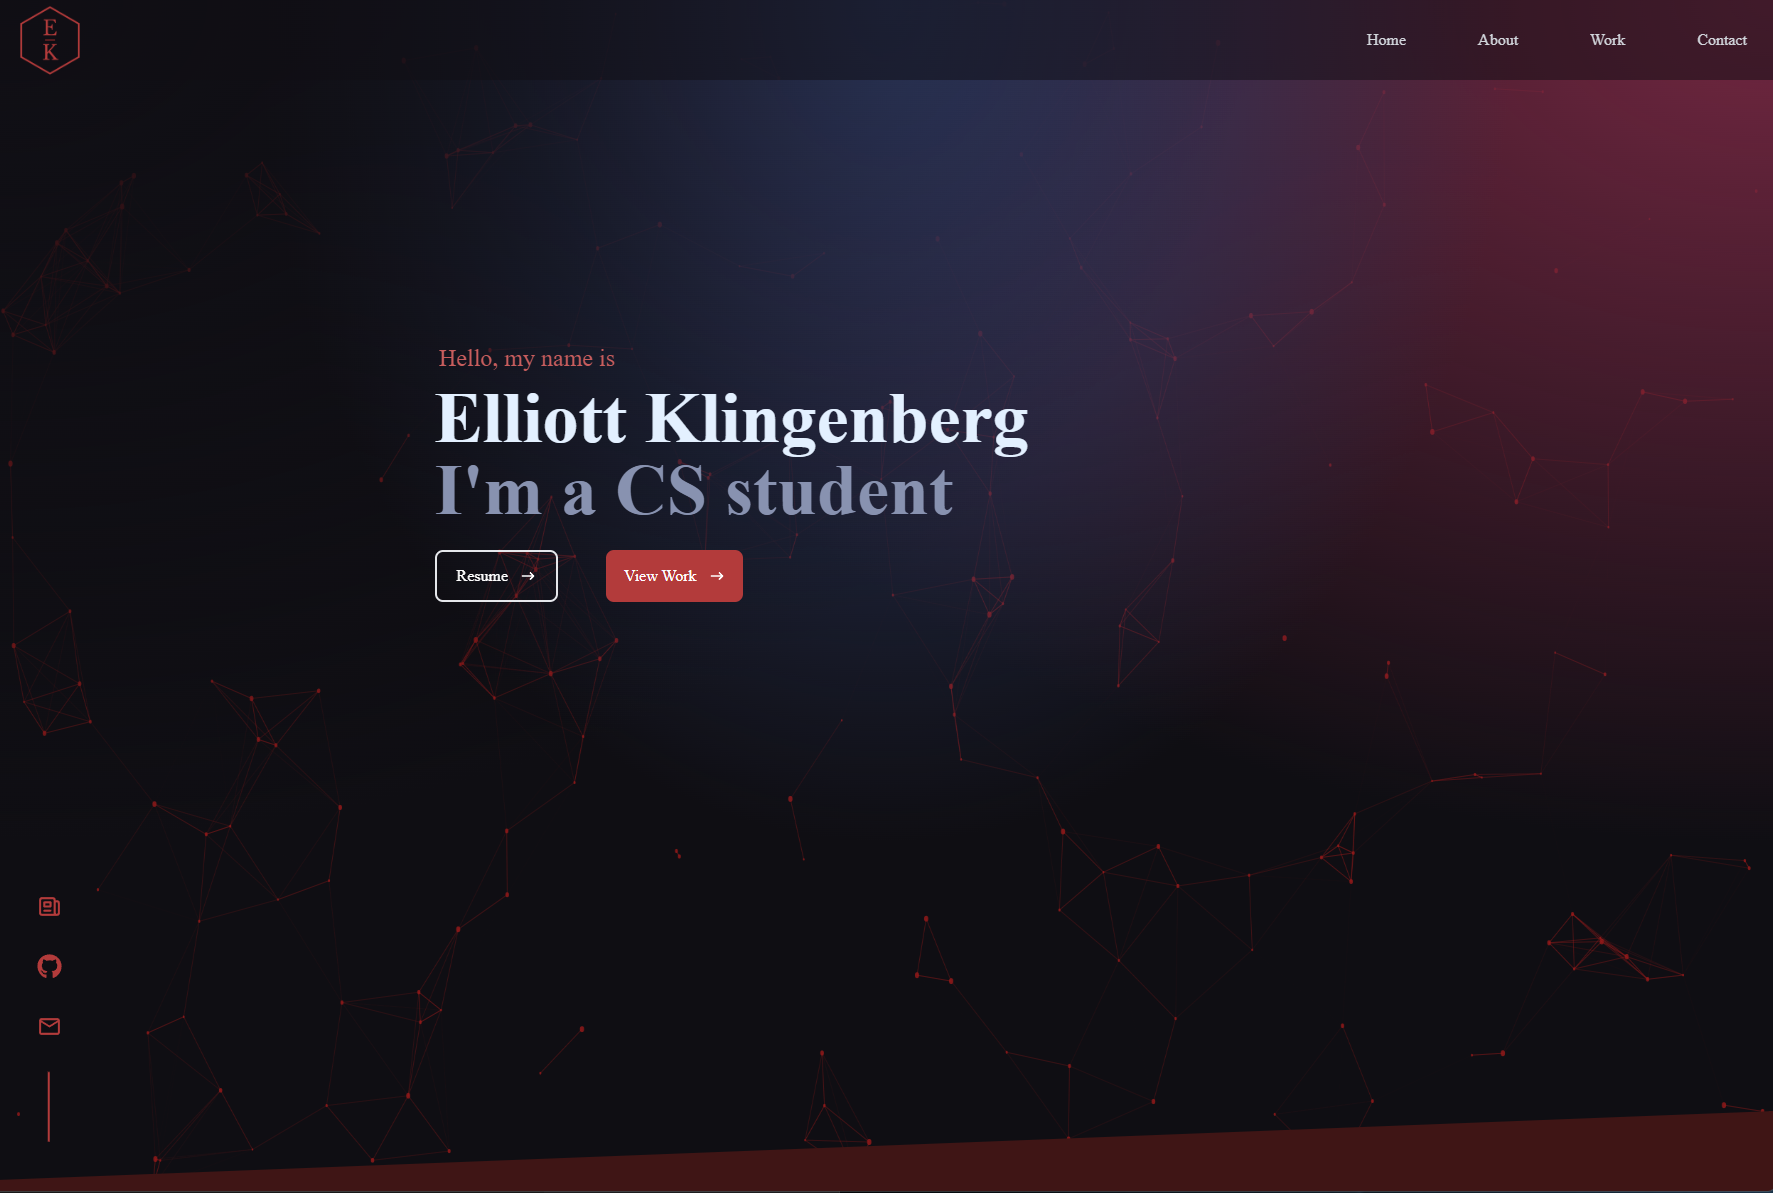 E
K
Home
About
Work
Contact
Hello, my name is
Elliott Klingenberg
I'm a CS student
Resume →
View Work →